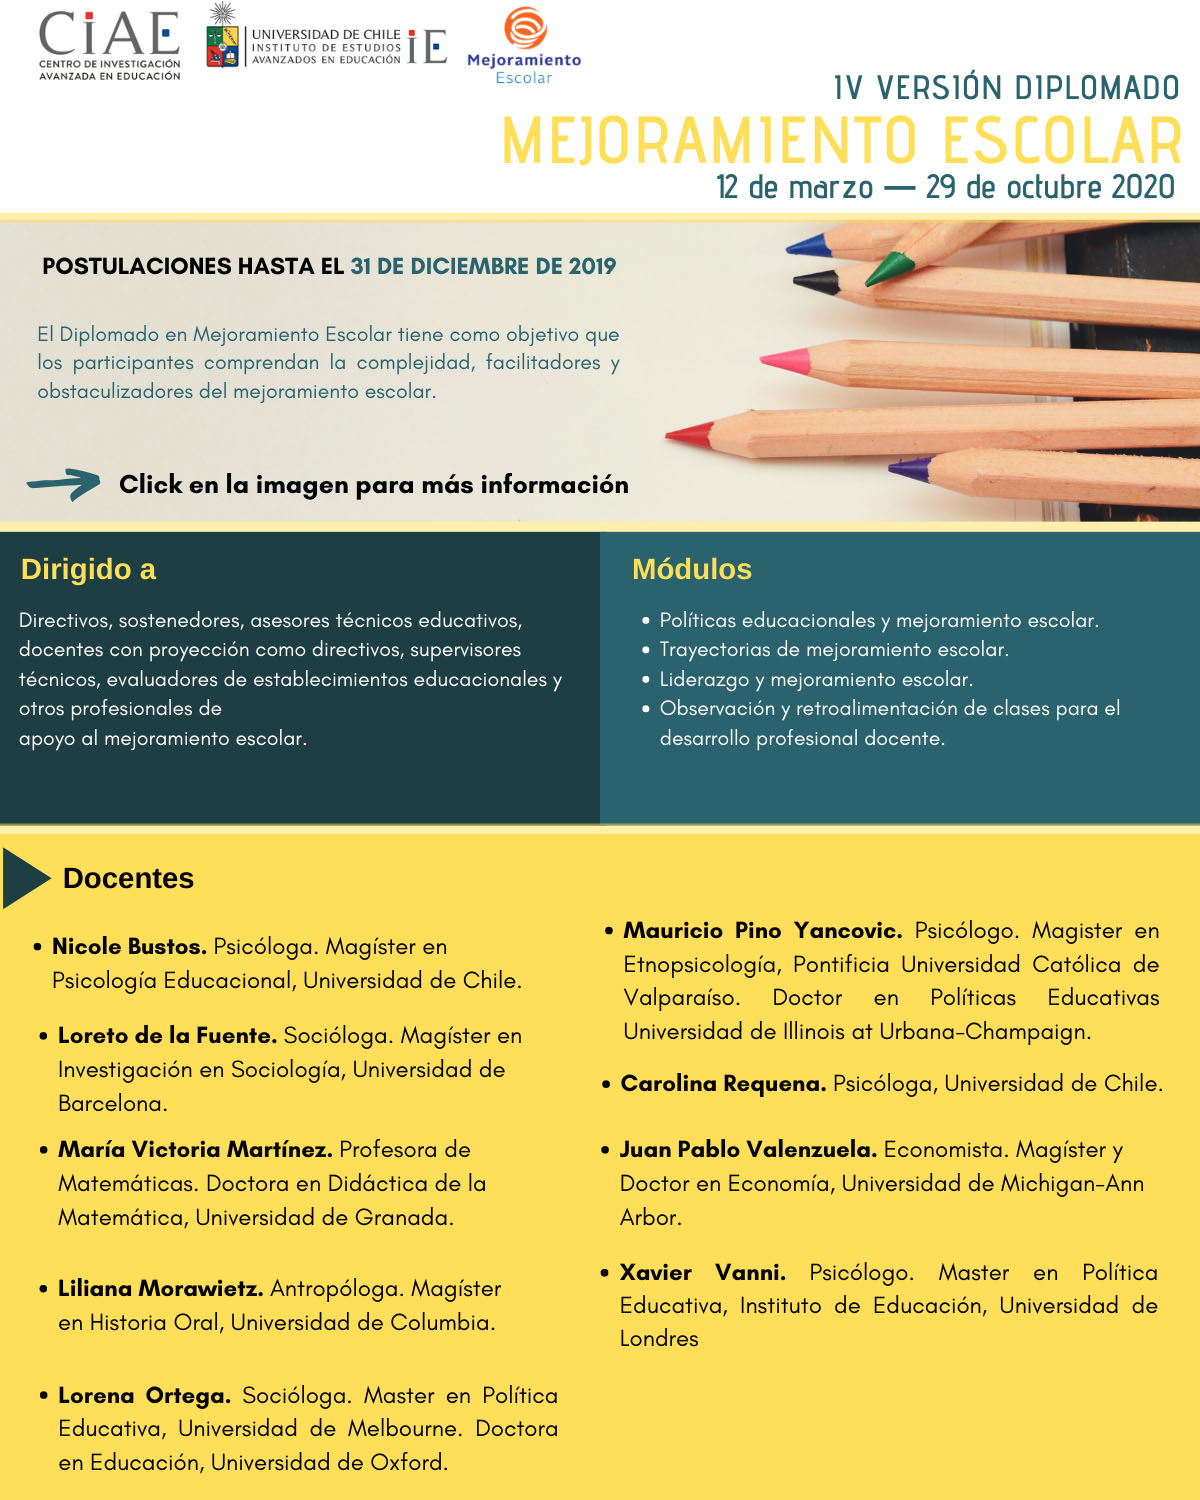 CiAE
CENTRO DE INVESTIGACIÓN
AVANZADA EN EDUCACIÓN
UNIVERSIDAD DE CHILE
INSTITUTO DE ESTUDIOS
AVANZADOS EN EDUCACIÓN
iE
Mejoramiento
Escolar
IV VERSIÓN DIPLOMADO
MEJORAMIENTO ESCOLAR
12 de marzo — 29 de octubre 2020
POSTULACIONES HASTA EL 31 DE DICIEMBRE DE 2019
El Diplomado en Mejoramiento Escolar tiene como objetivo que
los participantes comprendan la complejidad, facilitadores y
obstaculizadores del mejoramiento escolar.
Click en la imagen para más información
Dirigido a
Directivos, sostenedores, asesores técnicos educativos,
docentes con proyección como directivos, supervisores
técnicos, evaluadores de establecimientos educacionales y
otros profesionales de
apoyo al mejoramiento escolar.
Módulos
• Políticas educacionales y mejoramiento escolar.
• Trayectorias de mejoramiento escolar.
• Liderazgo y mejoramiento escolar.
• Observación y retroalimentación de clases para el
desarrollo profesional docente.
Docentes
• Nicole Bustos. Psicóloga. Magíster en
Psicología Educacional, Universidad de Chile.
• Loreto de la Fuente. Socióloga. Magíster en
Investigación en Sociología, Universidad de
Barcelona.
• María Victoria Martínez. Profesora de
Matemáticas. Doctora en Didáctica de la
Matemática, Universidad de Granada.
• Liliana Morawietz. Antropóloga. Magíster
en Historia Oral, Universidad de Columbia.
• Lorena Ortega. Socióloga. Master en Política
Educativa, Universidad de Melbourne. Doctora
en Educación, Universidad de Oxford.
• Mauricio Pino Yancovic. Psicólogo. Magister en
Etnopsicología, Pontificia Universidad Católica de
Valparaíso. Doctor en Políticas Educativas
Universidad de Illinois at Urbana-Champaign.
• Carolina Requena. Psicóloga, Universidad de Chile.
• Juan Pablo Valenzuela. Economista. Magíster y
Doctor en Economía, Universidad de Michigan-Ann
Arbor.
• Xavier Vanni. Psicólogo. Master en Política
Educativa, Instituto de Educación, Universidad de
Londres